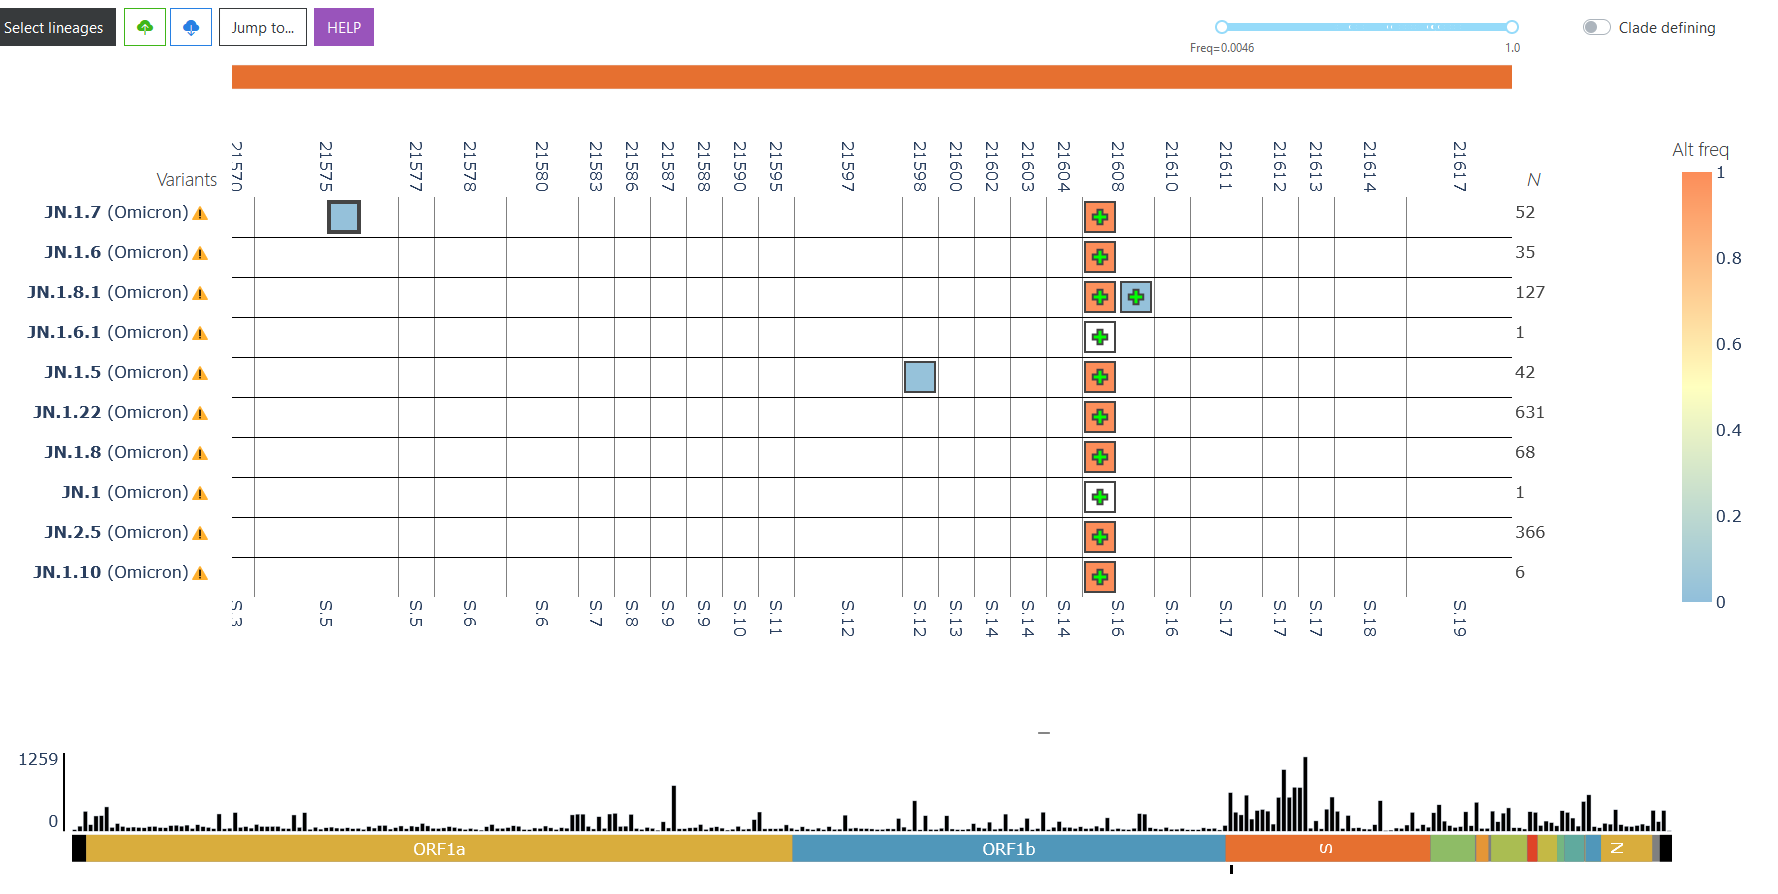 Select lineages Jump to... HELP Freq=0.0046 1.0 Clade defining
21570 21575 21577 21578 21580 21583 21586 21587 21588 21590 21595 21597 21598 21600 21602 21603 21604 21608 21610 21611 21612 21613 21614 21617
Variants N Alt freq
JN.1.7 (Omicron) 52
JN.1.6 (Omicron) 35
JN.1.8.1 (Omicron) 127
JN.1.6.1 (Omicron) 1
JN.1.5 (Omicron) 42
JN.1.22 (Omicron) 631
JN.1.8 (Omicron) 68
JN.1 (Omicron) 1
JN.2.5 (Omicron) 366
JN.1.10 (Omicron) 6
1
0.8
0.6
0.4
0.2
0
S.3 S.5 S.5 S.6 S.6 S.7 S.8 S.9 S.9 S.10 S.11 S.12 S.12 S.13 S.14 S.14 S.14 S.16 S.16 S.17 S.17 S.17 S.18 S.19
1259
0
ORF1a ORF1b S N